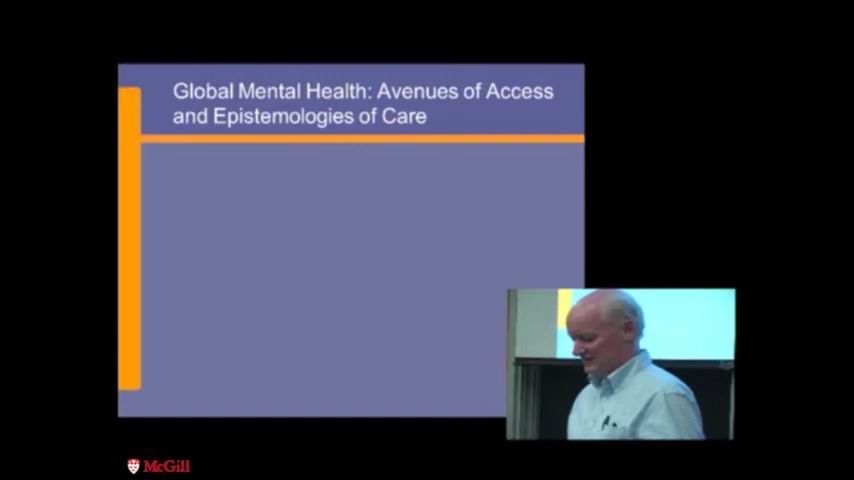 Global Mental Health: Avenues of Access
and Epistemologies of Care
McGill